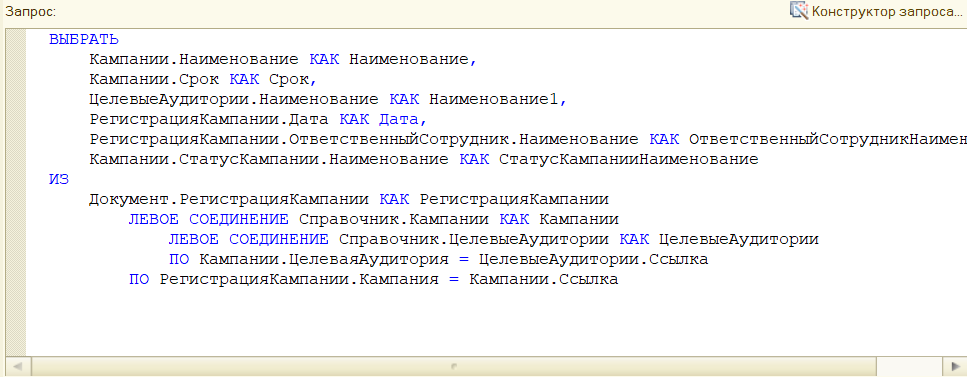 Запрос:
Конструктор запроса...
ВЫБРАТЬ
Кампании.Наименование КАК Наименование,
Кампании.Срок КАК Срок,
ЦелевыеАудитории.Наименование КАК Наименование1,
РегистрацияКампании.Дата КАК Дата,
РегистрацияКампании.ОтветственныйСотрудник.Наименование КАК ОтветственныйСотрудникНаимен
Кампании.СтатусКампании.Наименование КАК СтатусКампанииНаименование
ИЗ
Документ.РегистрацияКампании КАК РегистрацияКампании
ЛЕВОЕ СОЕДИНЕНИЕ Справочник.Кампании КАК Кампании
ЛЕВОЕ СОЕДИНЕНИЕ Справочник.ЦелевыеАудитории КАК ЦелевыеАудитории
ПО Кампании.ЦелеваяАудитория = ЦелевыеАудитории.Ссылка
ПО РегистрацияКампании.Кампания = Кампании.Ссылка